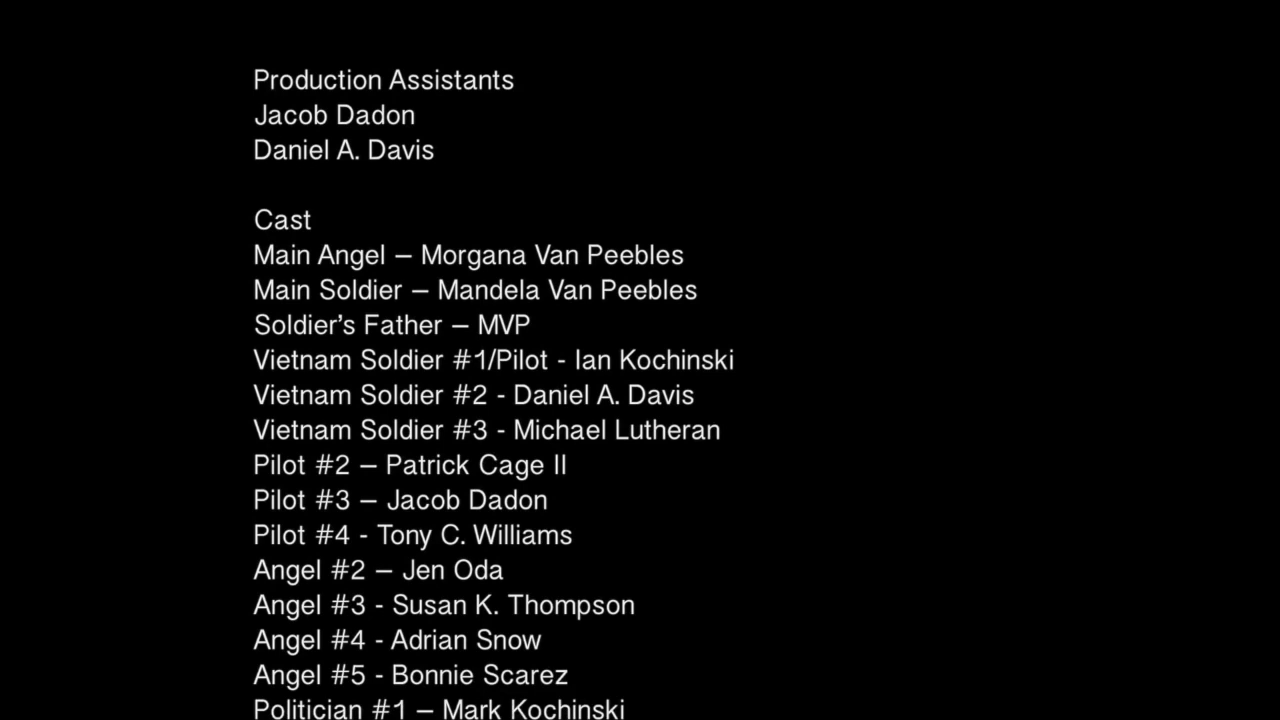 Production Assistants
Jacob Dadon
Daniel A. Davis
Cast
Main Angel – Morgana Van Peebles
Main Soldier – Mandela Van Peebles
Soldier’s Father – MVP
Vietnam Soldier #1/Pilot - Ian Kochinski
Vietnam Soldier #2 - Daniel A. Davis
Vietnam Soldier #3 - Michael Lutheran
Pilot #2 – Patrick Cage II
Pilot #3 – Jacob Dadon
Pilot #4 - Tony C. Williams
Angel #2 – Jen Oda
Angel #3 - Susan K. Thompson
Angel #4 - Adrian Snow
Angel #5 - Bonnie Scarez
Politician #1 – Mark Kochinski